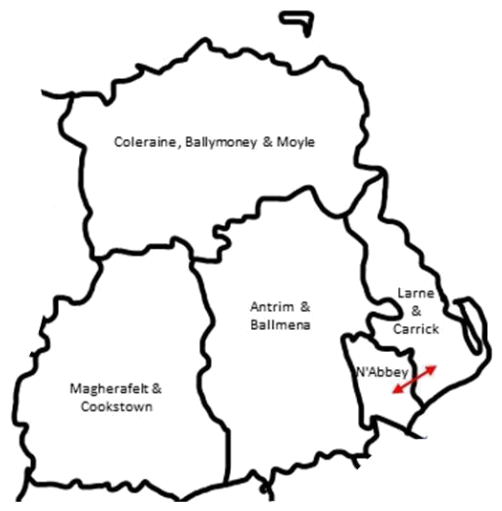 Coleraine, Ballymoney & Moyle
Larne
&
Carrick
Antrim &
Ballmena
N'Abbey
Magherafelt &
Cookstown